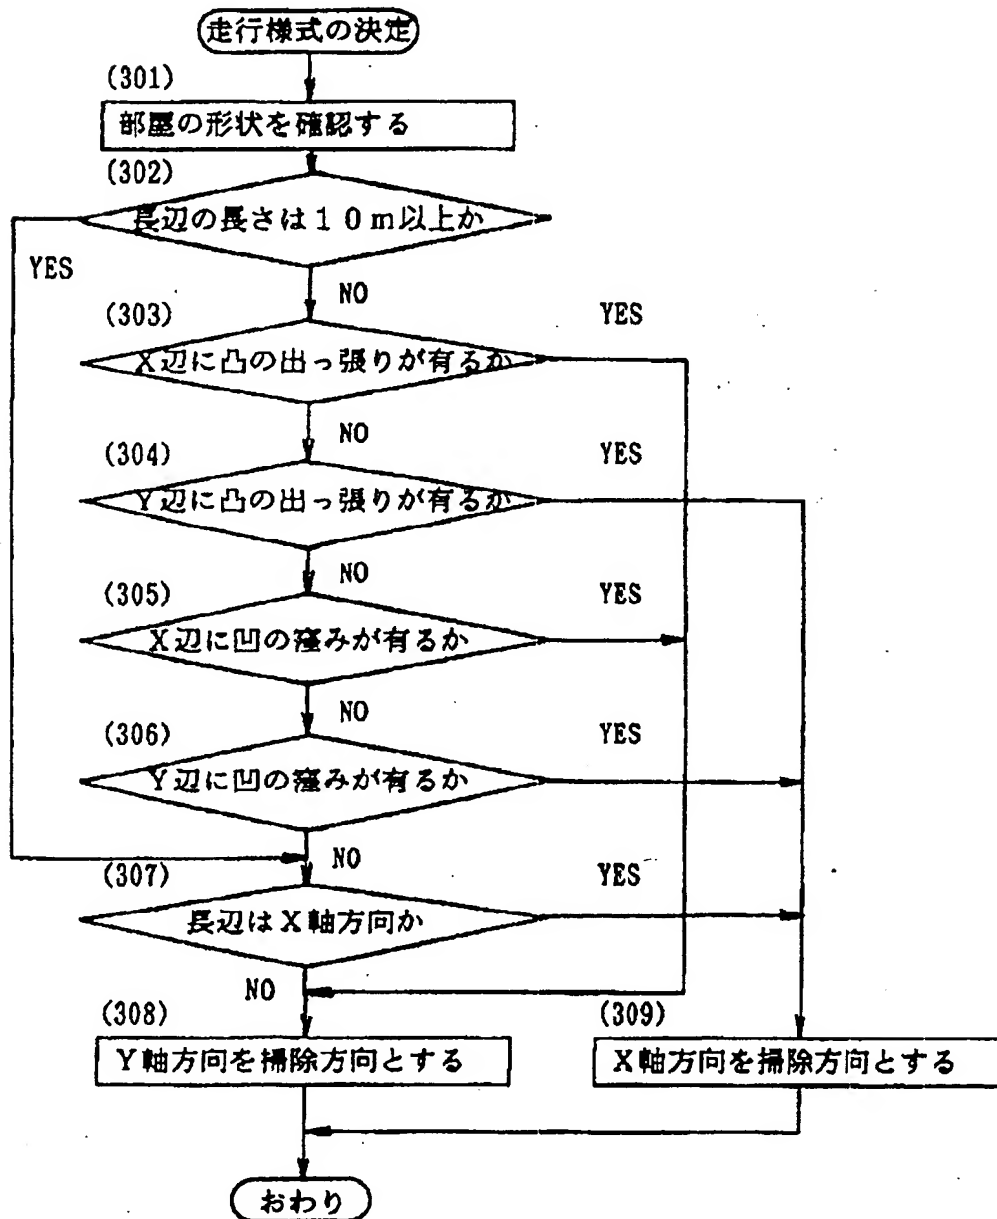 走行様式の決定
(301)
部屋の形状を確認する
(302)
長辺の長さは10m以上か
YES
NO
(303)
YES
X辺に凸の出っ張りが有るか
NO
(304)
YES
Y辺に凸の出っ張りが有るか
NO
(305)
YES
X辺に凹の窪みが有るか
NO
(306)
YES
Y辺に凹の窪みが有るか
NO
(307)
YES
長辺はX軸方向か
NO
(308)
(309)
Y軸方向を掃除方向とする
X軸方向を掃除方向とする
おわり